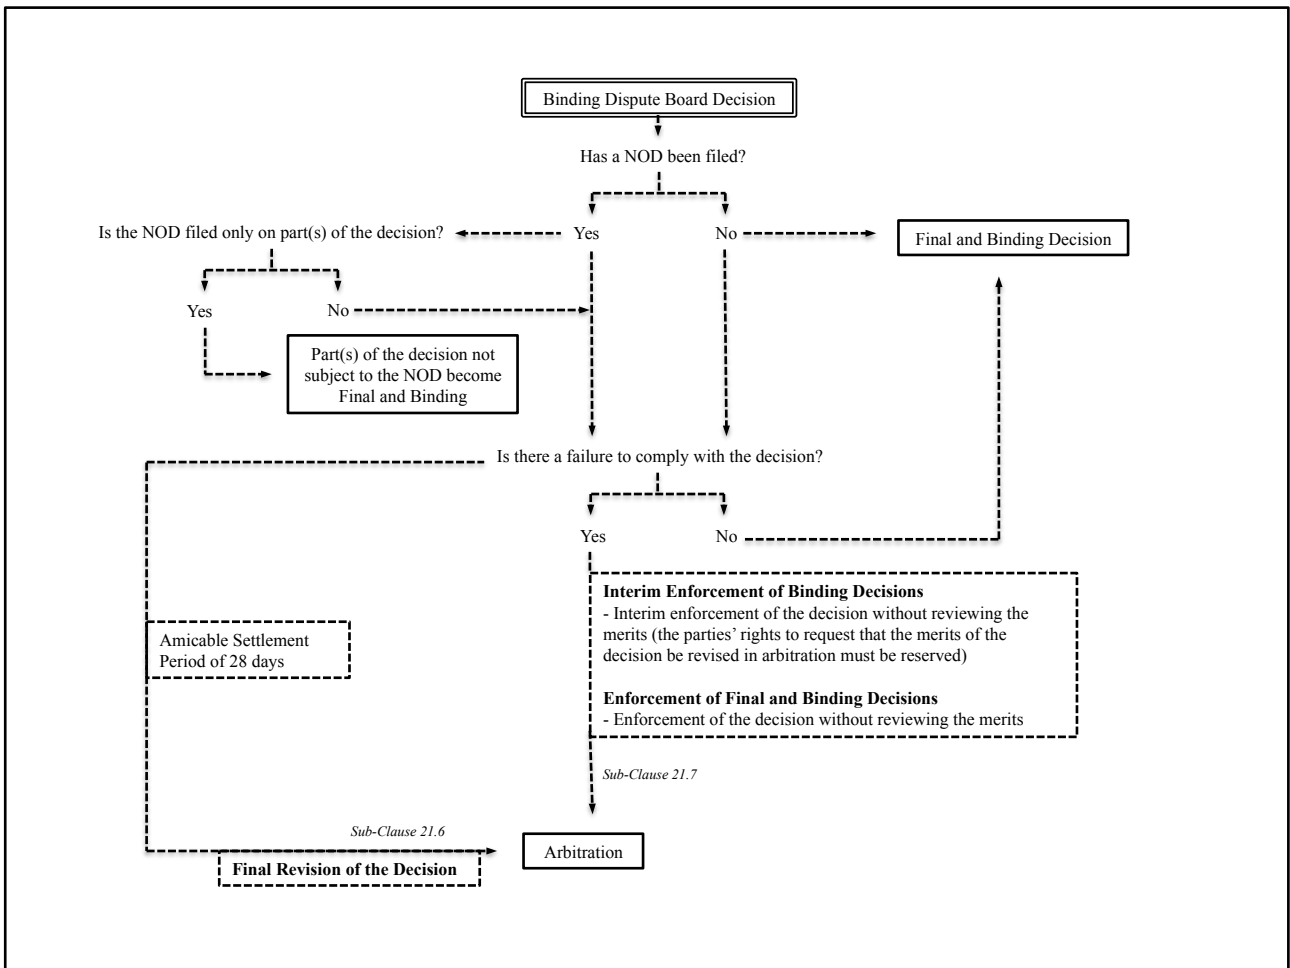 Binding Dispute Board Decision
Has a NOD been filed?
Is the NOD filed only on part(s) of the decision?
Yes
No
Final and Binding Decision
Yes
No
Part(s) of the decision not
subject to the NOD become
Final and Binding
Is there a failure to comply with the decision?
Yes
No
Interim Enforcement of Binding Decisions
- Interim enforcement of the decision without reviewing the
merits (the parties’ rights to request that the merits of the
decision be revised in arbitration must be reserved)
Enforcement of Final and Binding Decisions
- Enforcement of the decision without reviewing the merits
Amicable Settlement
Period of 28 days
Sub-Clause 21.7
Sub-Clause 21.6
Arbitration
Final Revision of the Decision